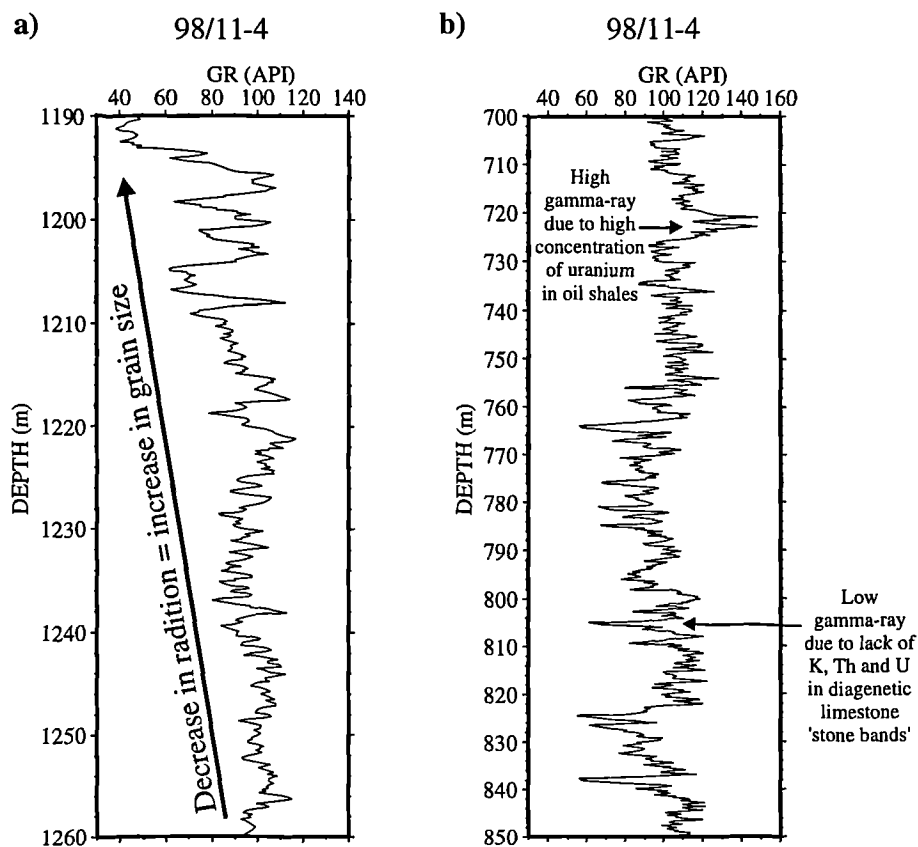 a)
98/11-4
GR (API)
40 60 80 100 120 140
1190
1200
1210
1220
1230
1240
1250
1260
DEPTH (m)
Decrease in radition = increase in grain size
b)
98/11-4
GR (API)
40 60 80 100 120 140 160
700
710
720
730
740
750
760
770
780
790
800
810
820
830
840
850
DEPTH (m)
High
gamma-ray
due to high
concentration
of uranium
in oil shales
Low
gamma-ray
due to lack of
K, Th and U
in diagenetic
limestone
'stone bands'